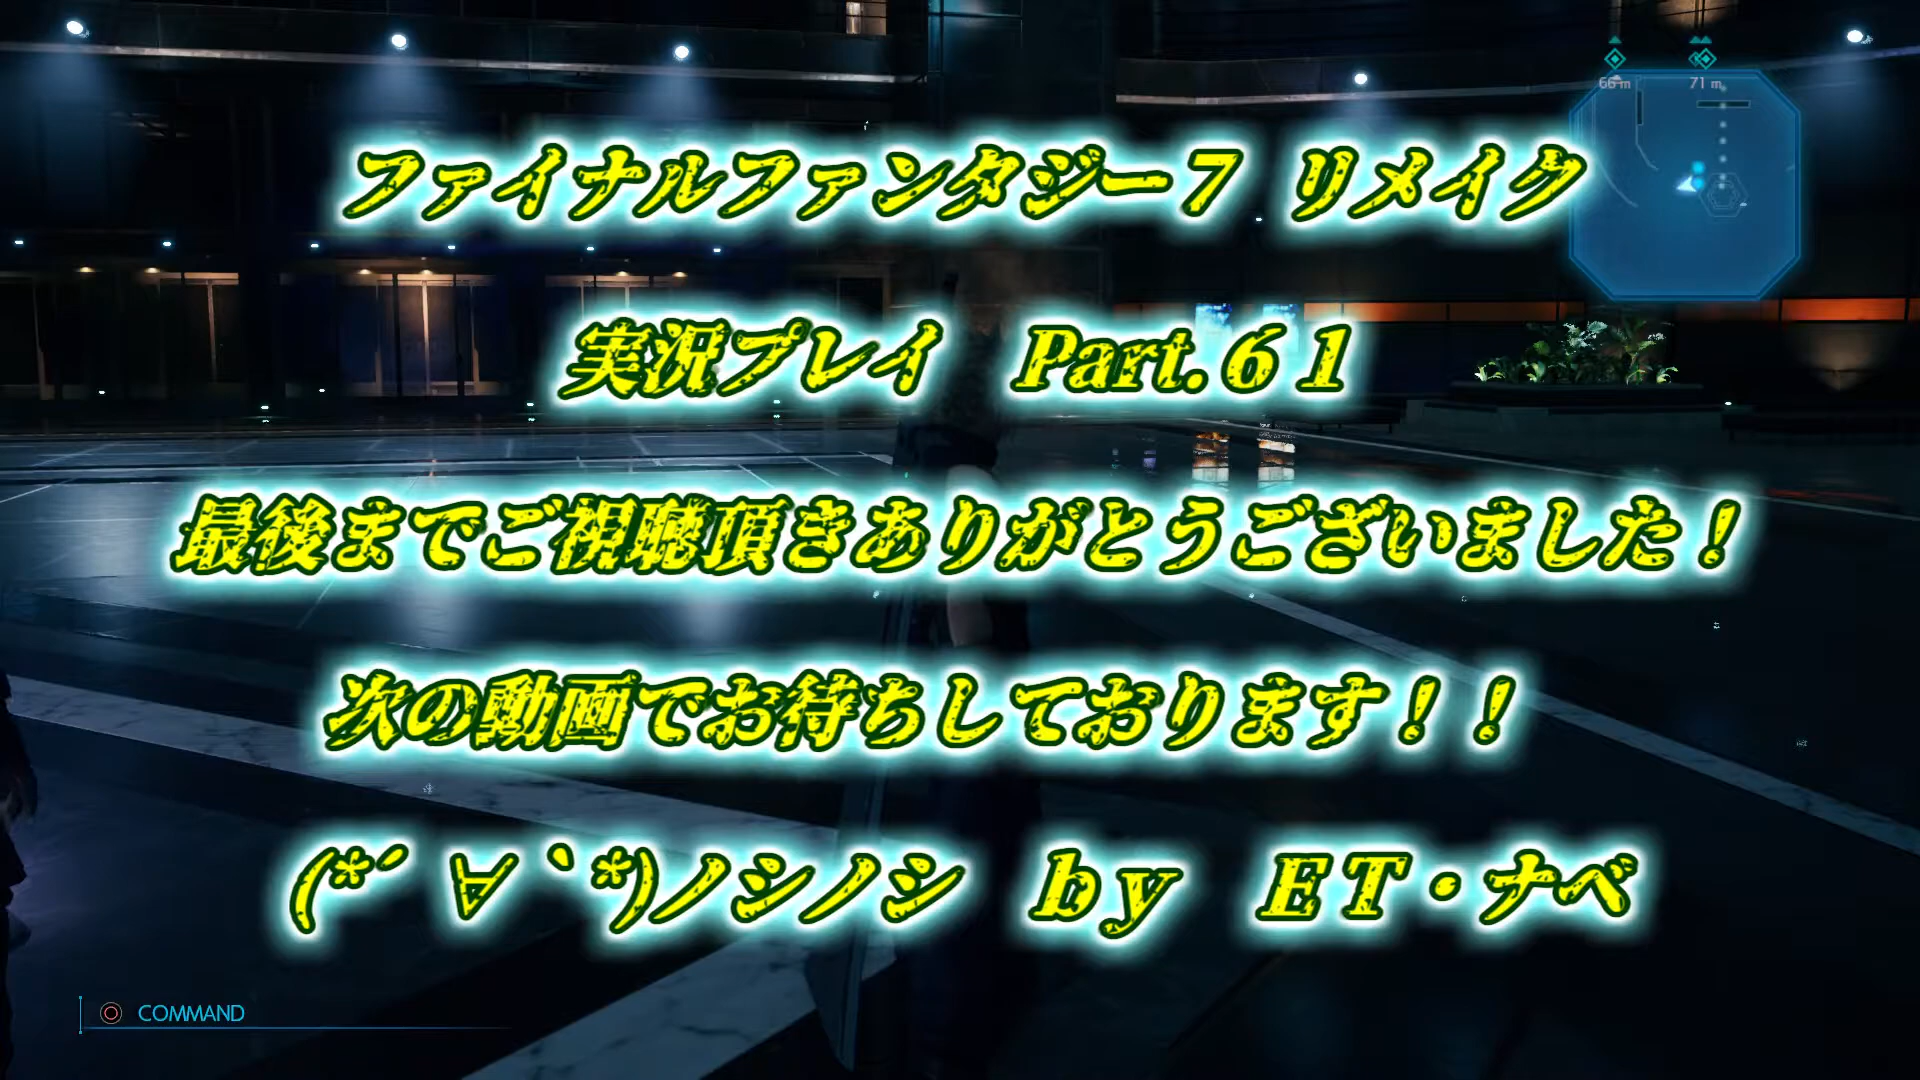 66 m 71 m
ファイナルファンタジー７ リメイク
実況プレイ Part.６１
最後までご視聴頂きありがとうございました！
次の動画でお待ちしております！！
(*´∀｀*)ノシノシ ｂｙ ＥＴ・ナベ
COMMAND